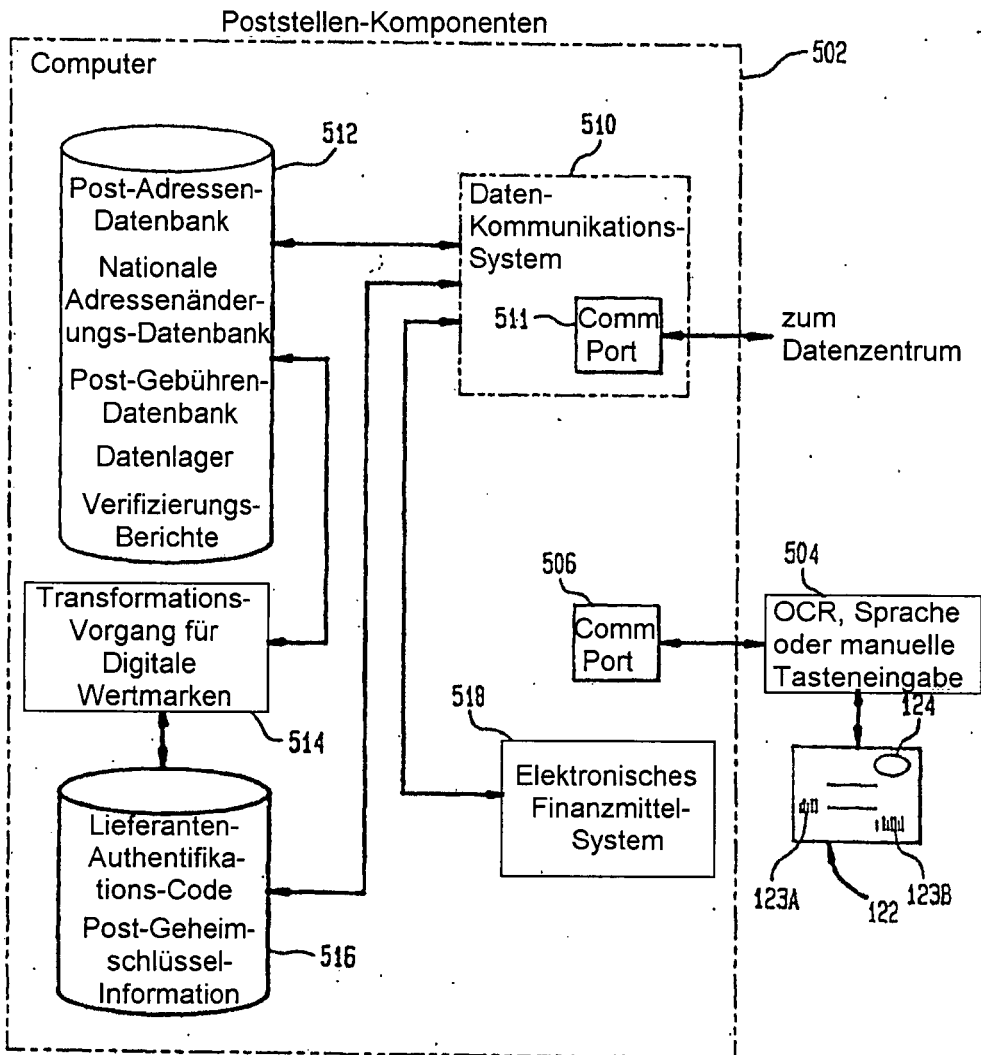 Poststellen-Komponenten
Computer
502
512
Post-Adressen-
Datenbank
Nationale
Adressenänder-
ungs-Datenbank
Post-Gebühren-
Datenbank
Datenlager
Verifizierungs-
Berichte
510
Daten-
Kommunikations-
System
511
Comm
Port
zum
Datenzentrum
506
Comm
Port
504
OCR, Sprache
oder manuelle
Tasteneingabe
124
123A
122
123B
Transformations-
Vorgang für
Digitale
Wertmarken
514
518
Elektronisches
Finanzmittel-
System
Lieferanten-
Authentifika-
tions-Code
Post-Geheim-
schlüssel-
Information
516